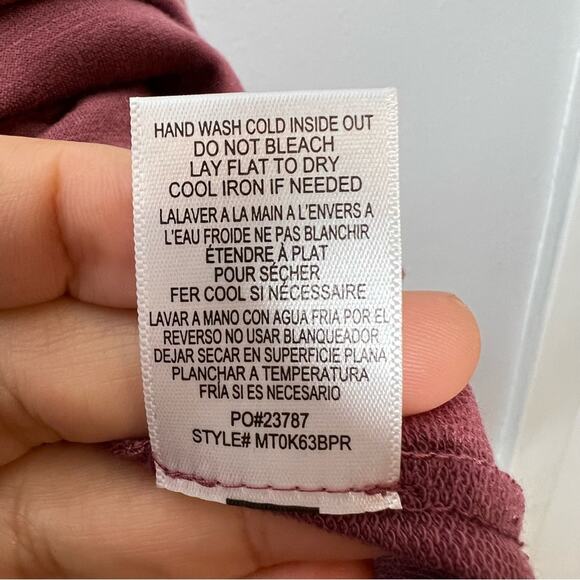 HAND WASH COLD INSIDE OUT
DO NOT BLEACH
LAY FLAT TO DRY
COOL IRON IF NEEDED
LALAVER A LA MAIN A L'ENVERS A
L'EAU FROIDE NE PAS BLANCHIR
ÉTENDRE À PLAT
POUR SÉCHER
FER COOL SI NÉCESSAIRE
LAVAR A MANO CON AGUA FRIA POR EL
REVERSO NO USAR BLANQUEADOR
DEJAR SECAR EN SUPERFICIE PLANA
PLANCHAR A TEMPERATURA
FRÍA SI ES NECESARIO
PO#23787
STYLE# MT0K63BPR